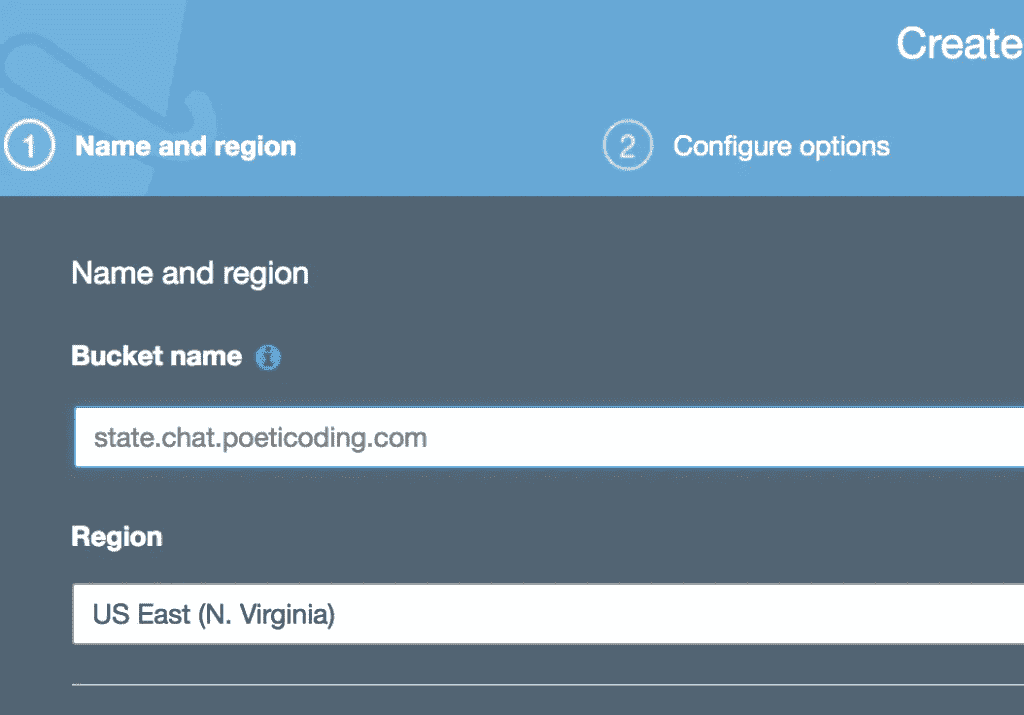 Create
1 Name and region 2 Configure options
Name and region
Bucket name
state.chat.poeticoding.com
Region
US East (N. Virginia)